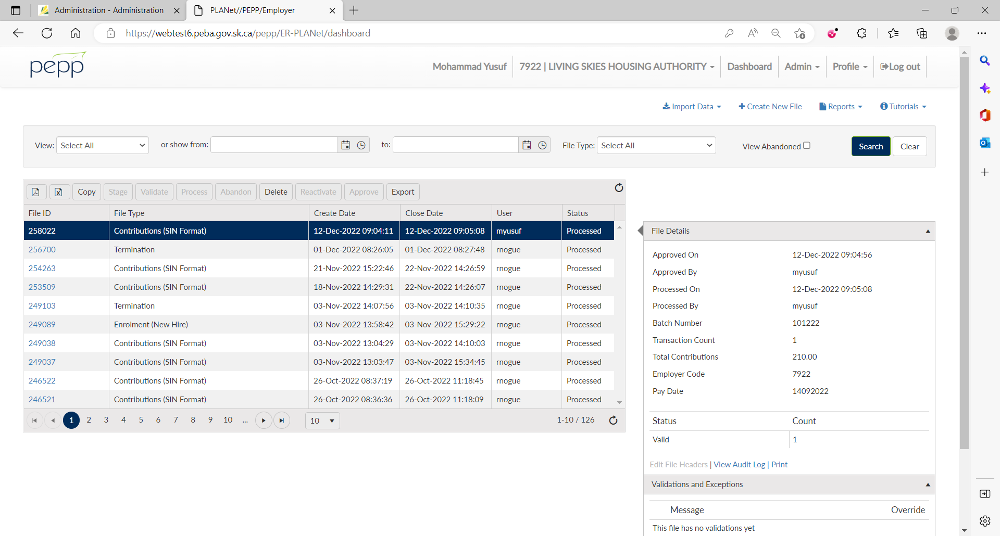 Administration - Administration
PLANet//PEPP/Employer
https://webtest6.peba.gov.sk.ca/pepp/ER-PLANet/dashboard
pepp
Mohammad Yusuf
7922 | LIVING SKIES HOUSING AUTHORITY
Dashboard
Admin
Profile
Log out
Import Data
Create New File
Reports
Tutorials
View: Select All or show from: to: File Type: Select All View Abandoned Search Clear
Copy Stage Validate Process Abandon Delete Reactivate Approve Export
File ID File Type Create Date Close Date User Status
258022 Contributions (SIN Format) 12-Dec-2022 09:04:11 12-Dec-2022 09:05:08 myusuf Processed
256700 Termination 01-Dec-2022 08:26:05 01-Dec-2022 08:27:48 rnogue Processed
254263 Contributions (SIN Format) 21-Nov-2022 15:22:46 22-Nov-2022 14:26:59 rnogue Processed
253509 Contributions (SIN Format) 18-Nov-2022 14:29:31 22-Nov-2022 14:26:07 rnogue Processed
249103 Termination 03-Nov-2022 14:07:56 03-Nov-2022 14:10:35 rnogue Processed
249089 Enrolment (New Hire) 03-Nov-2022 13:58:42 03-Nov-2022 15:29:22 rnogue Processed
249038 Contributions (SIN Format) 03-Nov-2022 13:04:29 03-Nov-2022 14:10:03 rnogue Processed
249037 Contributions (SIN Format) 03-Nov-2022 13:03:47 03-Nov-2022 15:34:45 rnogue Processed
246522 Contributions (SIN Format) 26-Oct-2022 08:37:19 26-Oct-2022 11:18:45 rnogue Processed
246521 Contributions (SIN Format) 26-Oct-2022 08:36:36 26-Oct-2022 11:18:09 rnogue Processed
1 2 3 4 5 6 7 8 9 10 ... 10 1-10 / 126
File Details
Approved On 12-Dec-2022 09:04:56
Approved By myusuf
Processed On 12-Dec-2022 09:05:08
Processed By myusuf
Batch Number 101222
Transaction Count 1
Total Contributions 210.00
Employer Code 7922
Pay Date 14092022
Status Count
Valid 1
Edit File Headers | View Audit Log | Print
Validations and Exceptions
Message Override
This file has no validations yet